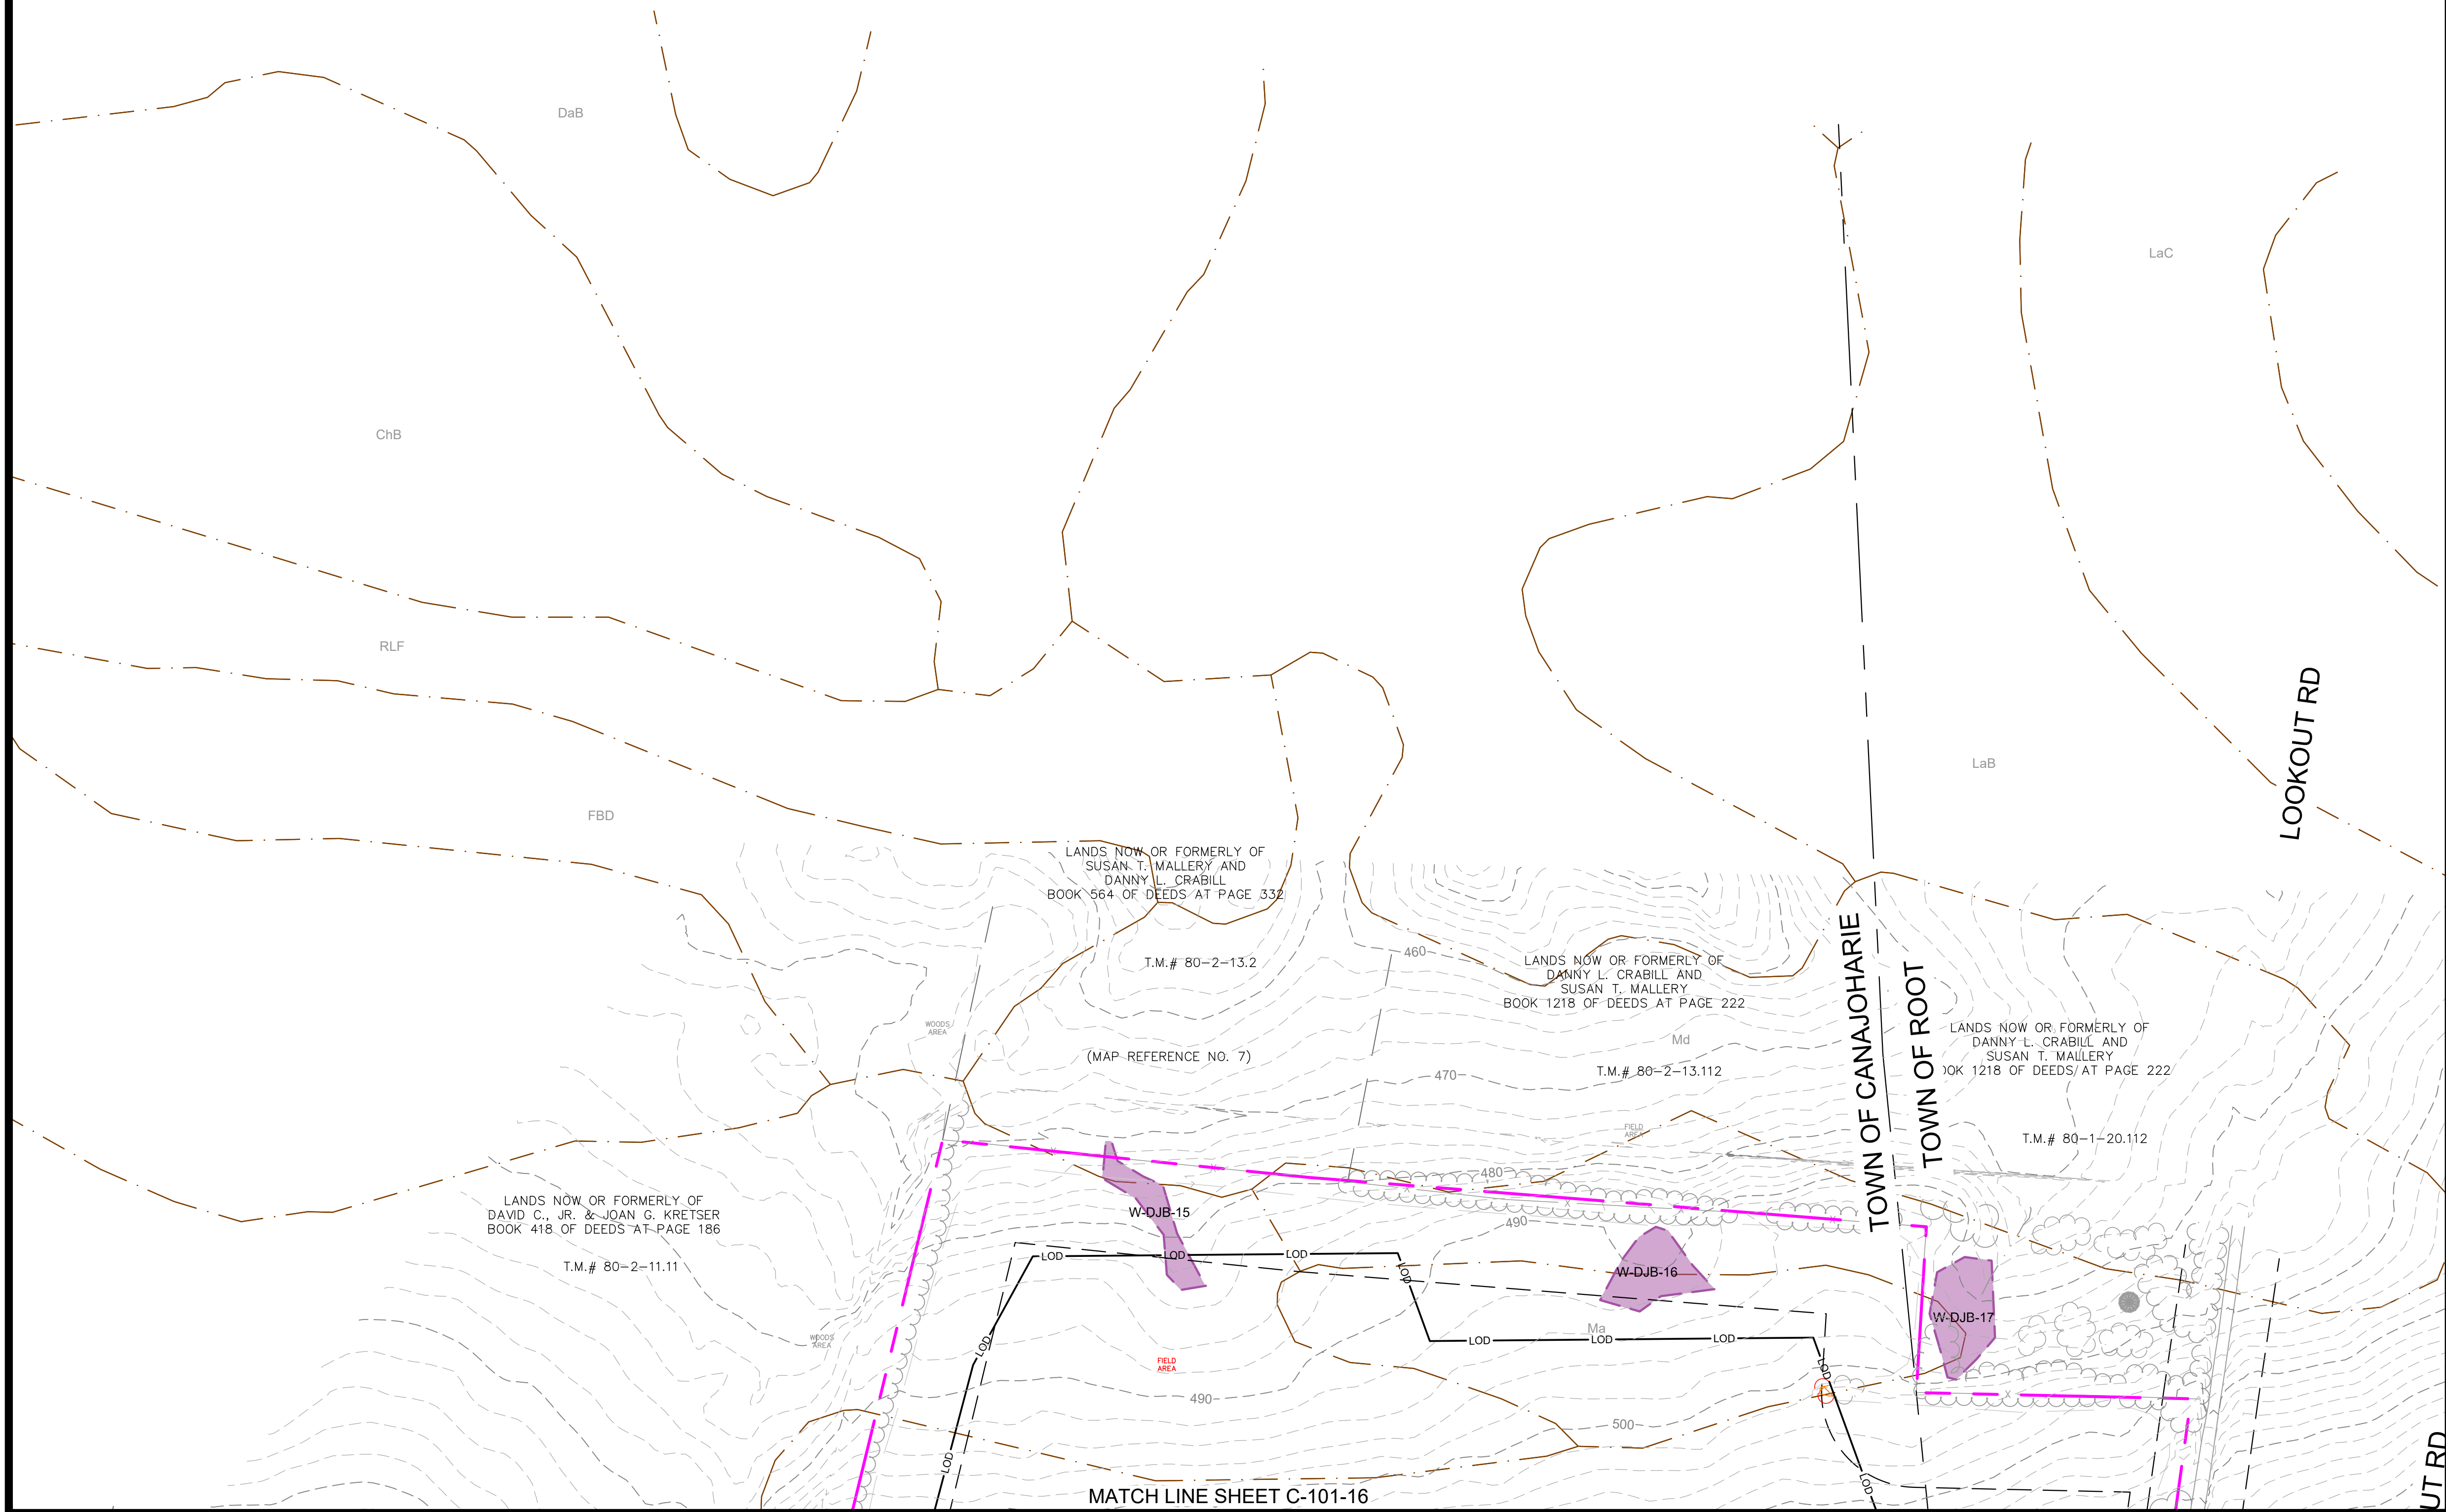 DaB
LaC
ChB
RLF
LOOKOUT RD
LaB
FBD
LANDS NOW OR FORMERLY OF
SUSAN T. MALLERY AND
DANNY L. CRABILL
BOOK 564 OF DEEDS AT PAGE 332
T.M.# 80-2-13.2
(MAP REFERENCE NO. 7)
460
LANDS NOW OR FORMERLY OF
DANNY L. CRABILL AND
SUSAN T. MALLERY
BOOK 1218 OF DEEDS AT PAGE 222
Md
T.M.# 80-2-13.112
470
TOWN OF CANAJOHARIE
TOWN OF ROOT
LANDS NOW OR FORMERLY OF
DANNY L. CRABILL AND
SUSAN T. MALLERY
OOK 1218 OF DEEDS AT PAGE 222
T.M.# 80-1-20.112
WOODS
AREA
FIELD
AREA
480
490
LANDS NOW OR FORMERLY OF
DAVID C., JR. & JOAN G. KRETSER
BOOK 418 OF DEEDS AT PAGE 186
T.M.# 80-2-11.11
W-DJB-15
W-DJB-16
W-DJB-17
LOD
LOD
LOD
LOD
LOD
LOD
LOD
LOD
LOD
LOD
LOD
Ma
WOODS
AREA
FIELD
AREA
490
500
MATCH LINE SHEET C-101-16
UT RD